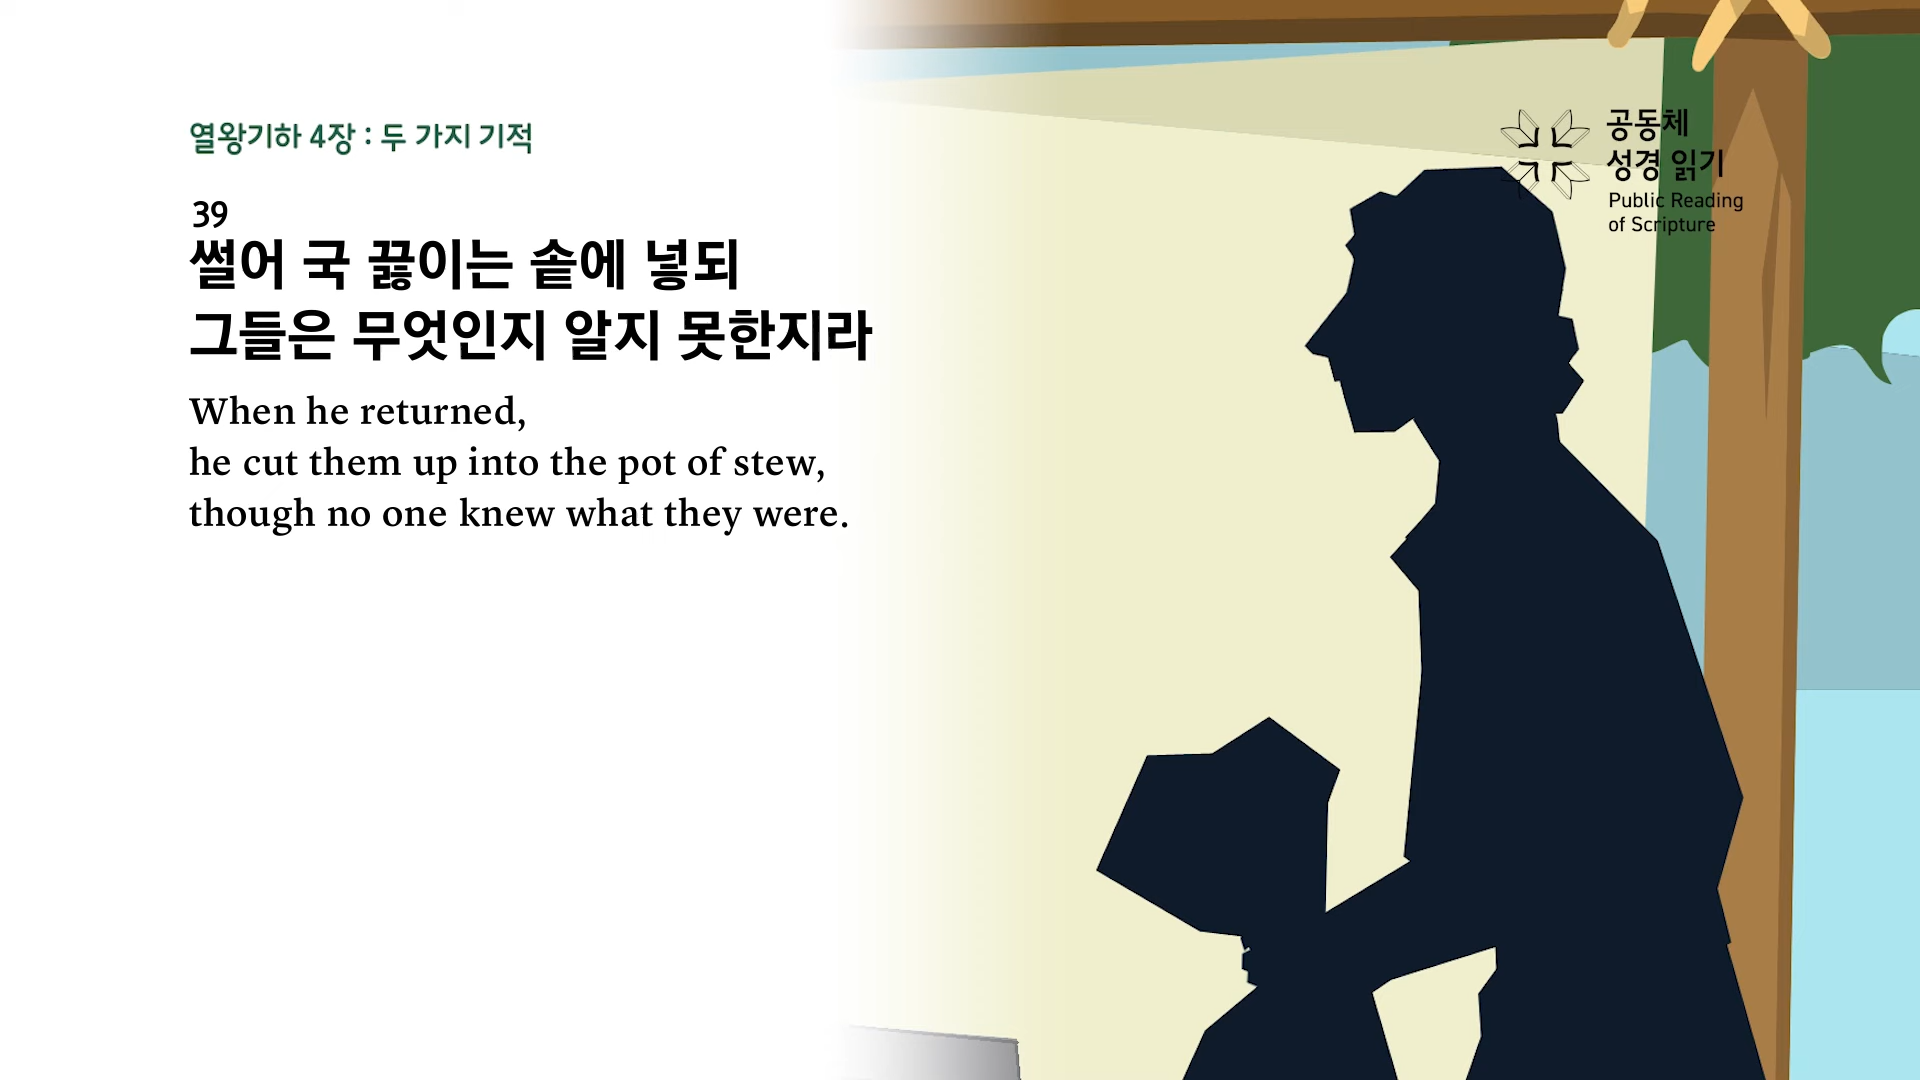 열왕기하 4장 : 두 가지 기적
39
썰어 국 끓이는 솥에 넣되
그들은 무엇인지 알지 못한지라
When he returned,
he cut them up into the pot of stew,
though no one knew what they were.
공동체
성경 읽기
Public Reading
of Scripture